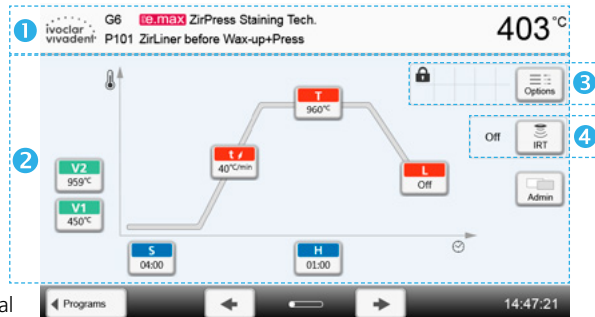 1
ivoclar
vivadent
G6 e.max ZirPress Staining Tech.
P101 ZirLiner before Wax-up+Press
403°C
2
3
Options
4
Off
IRT
Admin
T
960°C
t
40°C/min
L
Off
V2
959°C
V1
450°C
S
04:00
H
01:00
al
Programs
14:47:21